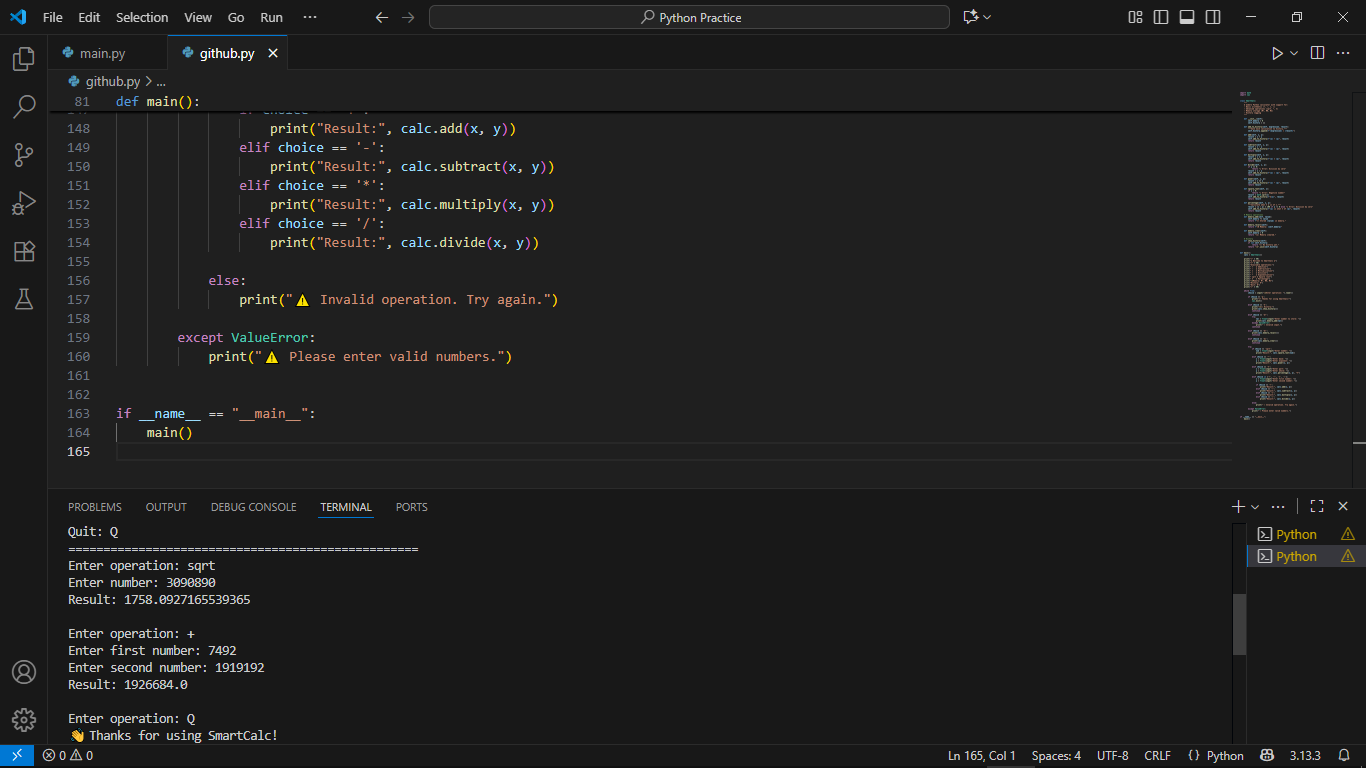 File Edit Selection View Go Run ···
Python Practice
main.py
github.py
github.py > ...
81 def main():
148 print("Result:", calc.add(x, y))
149 elif choice == '-':
150 print("Result:", calc.subtract(x, y))
151 elif choice == '*':
152 print("Result:", calc.multiply(x, y))
153 elif choice == '/':
154 print("Result:", calc.divide(x, y))
155
156 else:
157 print("⚠️ Invalid operation. Try again.")
158
159 except ValueError:
160 print("⚠️ Please enter valid numbers.")
161
162
163 if __name__ == "__main__":
164 main()
165
PROBLEMS OUTPUT DEBUG CONSOLE TERMINAL PORTS
Quit: Q
==================================================
Enter operation: sqrt
Enter number: 3090890
Result: 1758.0927165539365
Enter operation: +
Enter first number: 7492
Enter second number: 1919192
Result: 1926684.0
Enter operation: Q
👋 Thanks for using SmartCalc!
Python
Python
0 0
Ln 165, Col 1 Spaces: 4 UTF-8 CRLF {} Python 3.13.3